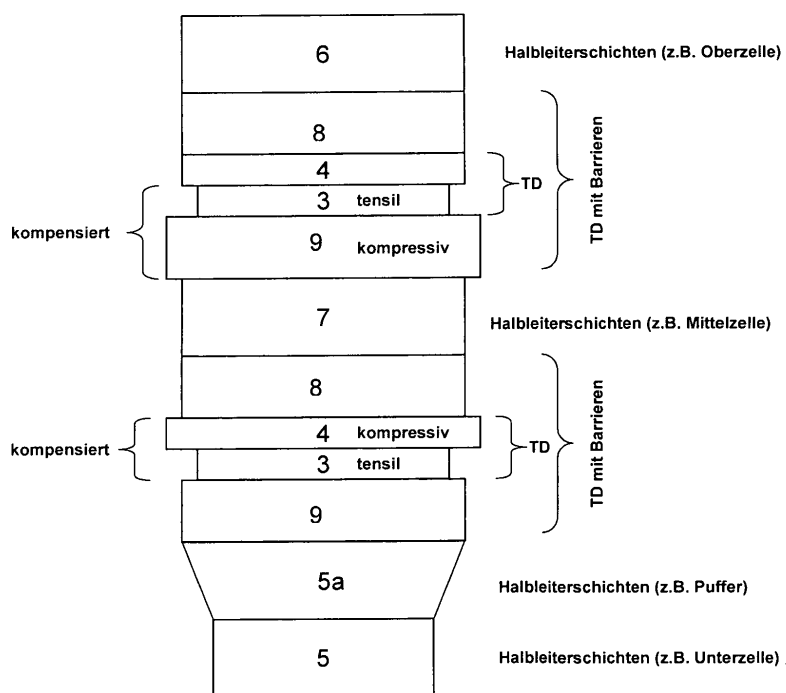 6
Halbleiterschichten (z.B. Oberzelle)
8
4
TD
TD mit Barrieren
3 tensil
kompensiert
9 kompressiv
7
Halbleiterschichten (z.B. Mittelzelle)
8
4 kompressiv
TD
TD mit Barrieren
kompensiert
3 tensil
9
5a
Halbleiterschichten (z.B. Puffer)
5
Halbleiterschichten (z.B. Unterzelle)